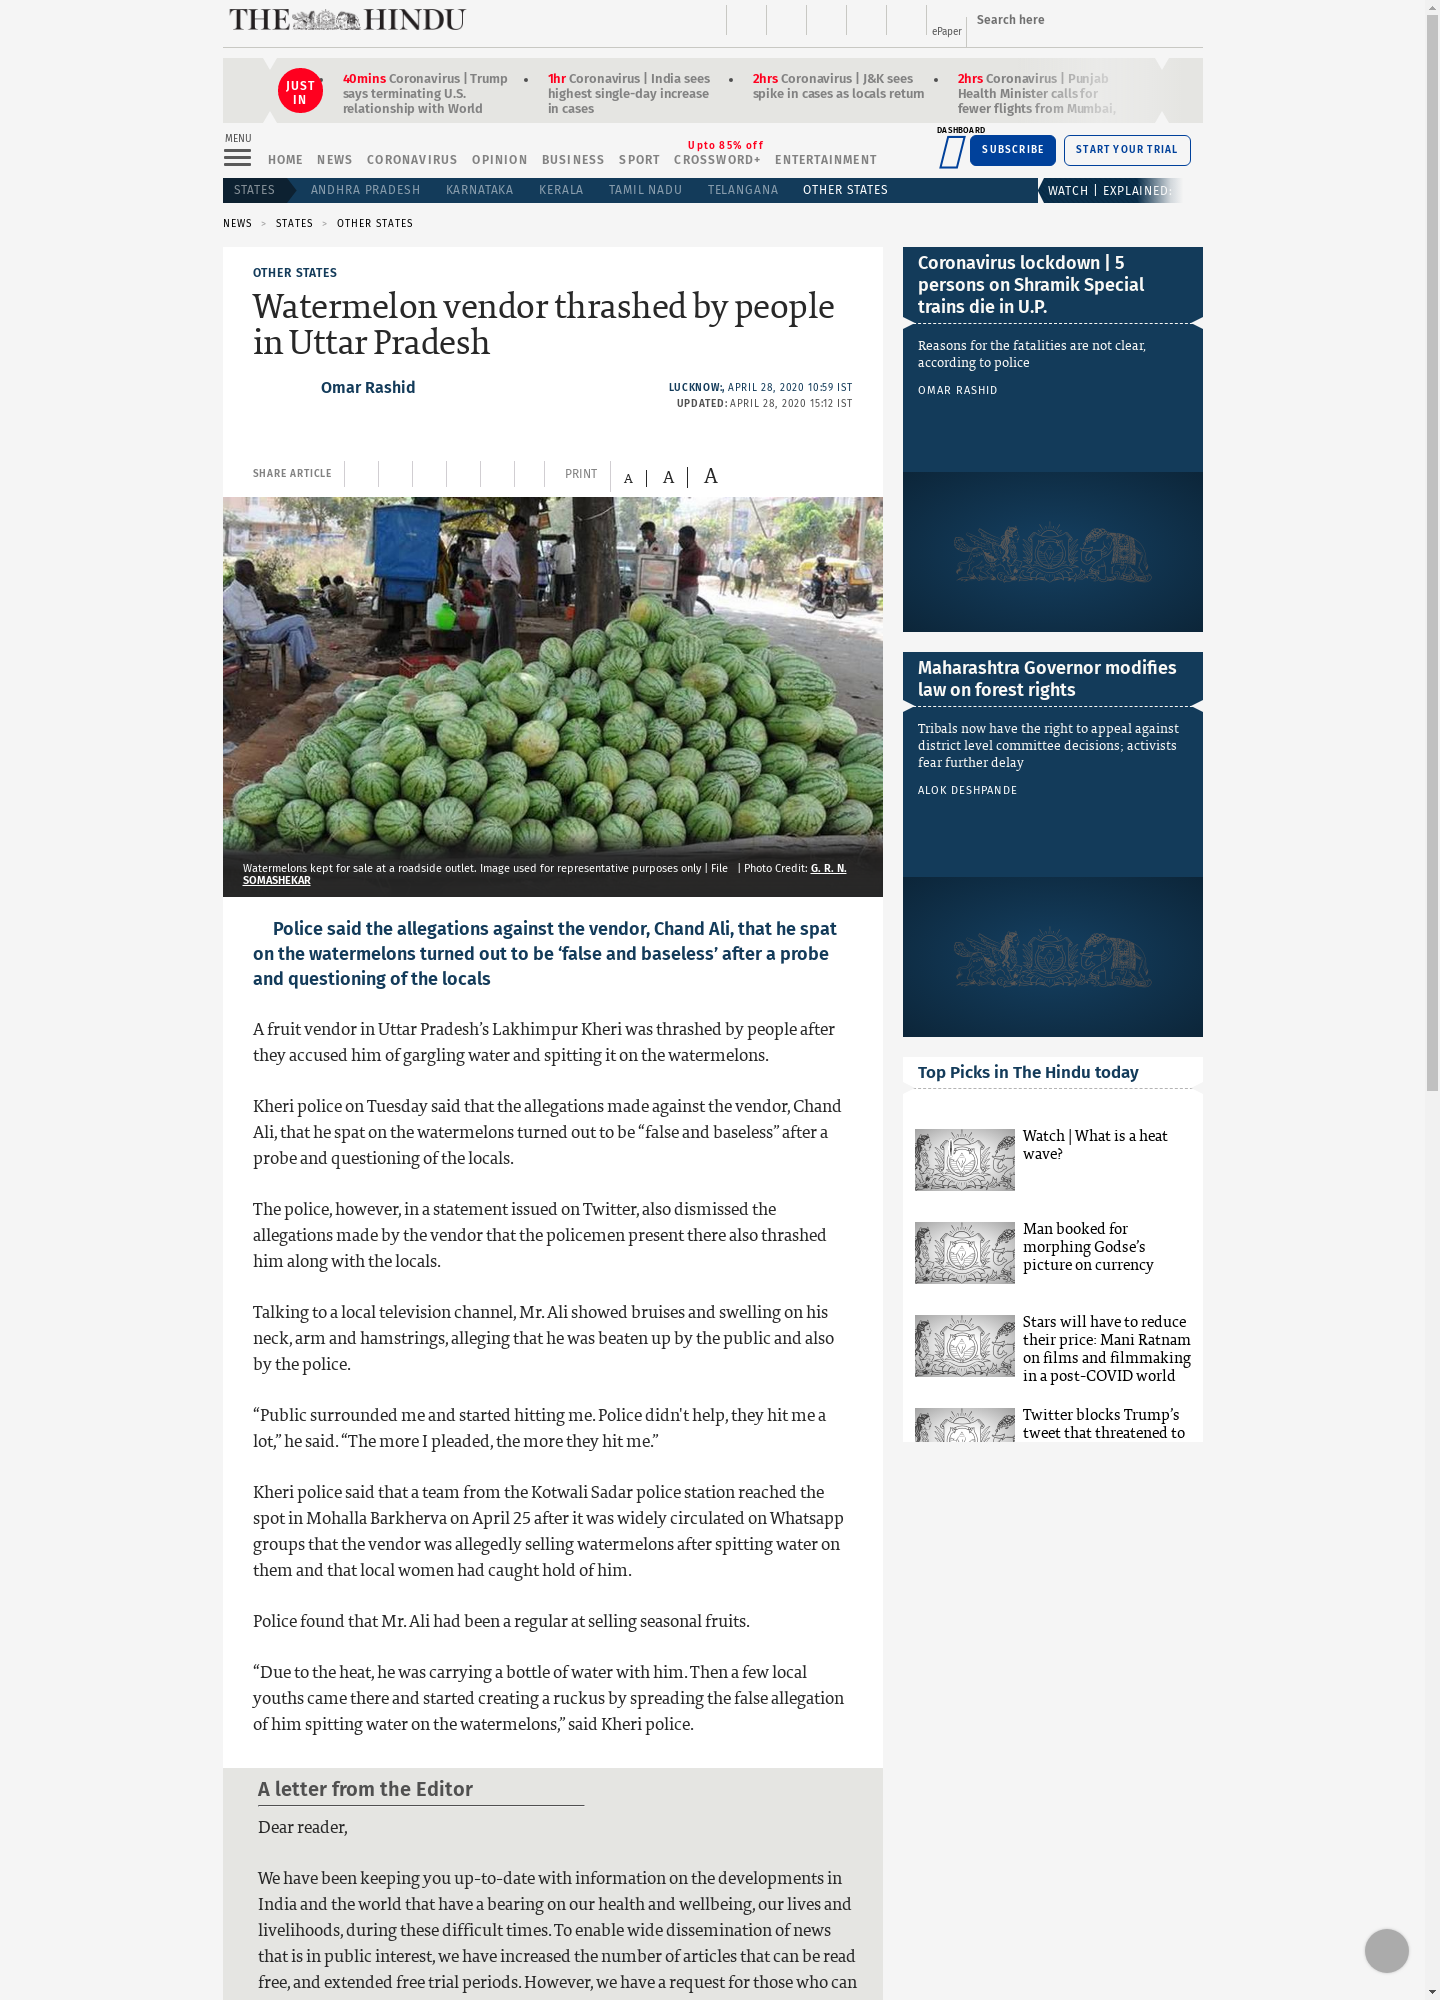 THE HINDU
ePaper
Search here
JUST IN
40mins Coronavirus | Trump says terminating U.S. relationship with World
1hr Coronavirus | India sees highest single-day increase in cases
2hrs Coronavirus | J&K sees spike in cases as locals return
2hrs Coronavirus | Punjab Health Minister calls for fewer flights from Mumbai,
MENU
HOME NEWS CORONAVIRUS OPINION BUSINESS SPORT CROSSWORD+ ENTERTAINMENT
Upto 85% off
DASHBOARD
SUBSCRIBE
START YOUR TRIAL
STATES ANDHRA PRADESH KARNATAKA KERALA TAMIL NADU TELANGANA OTHER STATES
WATCH | EXPLAINED:
NEWS > STATES > OTHER STATES
OTHER STATES
Watermelon vendor thrashed by people
in Uttar Pradesh
Omar Rashid
LUCKNOW:, APRIL 28, 2020 10:59 IST
UPDATED: APRIL 28, 2020 15:12 IST
SHARE ARTICLE
PRINT
A | A | A
Watermelons kept for sale at a roadside outlet. Image used for representative purposes only | File | Photo Credit: G. R. N.
SOMASHEKAR
Police said the allegations against the vendor, Chand Ali, that he spat
on the watermelons turned out to be ‘false and baseless’ after a probe
and questioning of the locals
A fruit vendor in Uttar Pradesh’s Lakhimpur Kheri was thrashed by people after
they accused him of gargling water and spitting it on the watermelons.
Kheri police on Tuesday said that the allegations made against the vendor, Chand
Ali, that he spat on the watermelons turned out to be “false and baseless” after a
probe and questioning of the locals.
The police, however, in a statement issued on Twitter, also dismissed the
allegations made by the vendor that the policemen present there also thrashed
him along with the locals.
Talking to a local television channel, Mr. Ali showed bruises and swelling on his
neck, arm and hamstrings, alleging that he was beaten up by the public and also
by the police.
“Public surrounded me and started hitting me. Police didn't help, they hit me a
lot,” he said. “The more I pleaded, the more they hit me.”
Kheri police said that a team from the Kotwali Sadar police station reached the
spot in Mohalla Barkherva on April 25 after it was widely circulated on Whatsapp
groups that the vendor was allegedly selling watermelons after spitting water on
them and that local women had caught hold of him.
Police found that Mr. Ali had been a regular at selling seasonal fruits.
“Due to the heat, he was carrying a bottle of water with him. Then a few local
youths came there and started creating a ruckus by spreading the false allegation
of him spitting water on the watermelons,” said Kheri police.
A letter from the Editor
Dear reader,
We have been keeping you up-to-date with information on the developments in
India and the world that have a bearing on our health and wellbeing, our lives and
livelihoods, during these difficult times. To enable wide dissemination of news
that is in public interest, we have increased the number of articles that can be read
free, and extended free trial periods. However, we have a request for those who can
Coronavirus lockdown | 5
persons on Shramik Special
trains die in U.P.
Reasons for the fatalities are not clear,
according to police
OMAR RASHID
Maharashtra Governor modifies
law on forest rights
Tribals now have the right to appeal against
district level committee decisions; activists
fear further delay
ALOK DESHPANDE
Top Picks in The Hindu today
Watch | What is a heat
wave?
Man booked for
morphing Godse’s
picture on currency
Stars will have to reduce
their price: Mani Ratnam
on films and filmmaking
in a post-COVID world
Twitter blocks Trump’s
tweet that threatened to